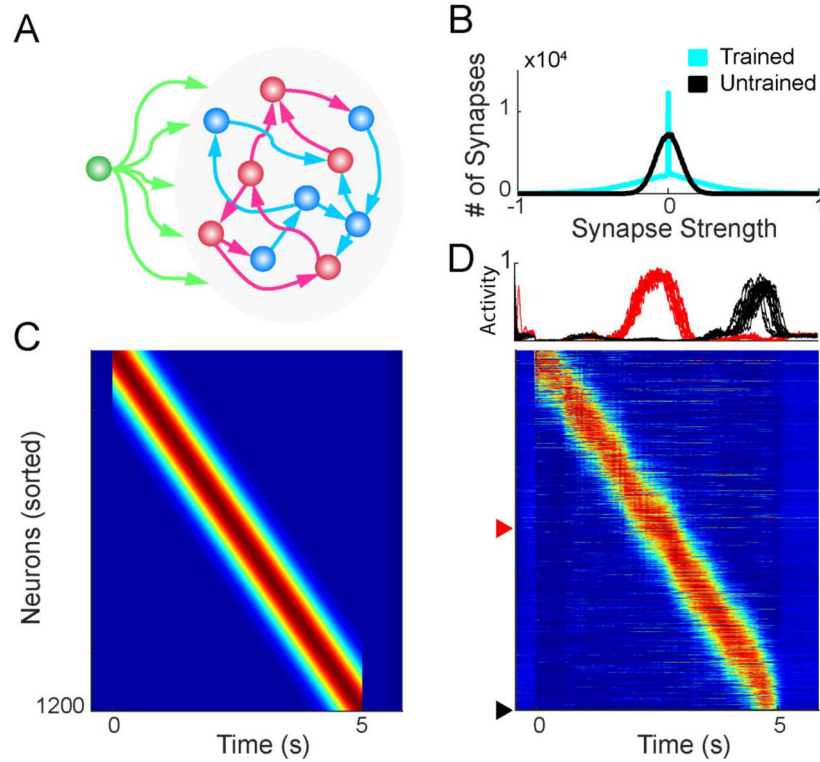 A
B
x10⁴
Trained
Untrained
# of Synapses
1
0
-1
0
1
Synapse Strength
C
Neurons (sorted)
1200
0
5
Time (s)
D
1
Activity
0
5
Time (s)